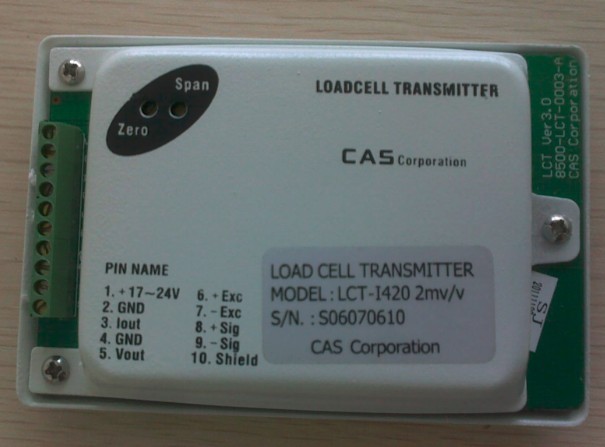 Span
Zero
LOADCELL TRANSMITTER
CAS Corporation
LCT Ver3.0
8500-LCT-0003-A
CAS Corporation
PIN NAME
1. +17~24V
2. GND
3. Iout
4. GND
5. Vout
6. + Exc
7. - Exc
8. + Sig
9. - Sig
10. Shield
LOAD CELL TRANSMITTER
MODEL : LCT-I420 2mv/v
S/N. : S06070610
CAS Corporation